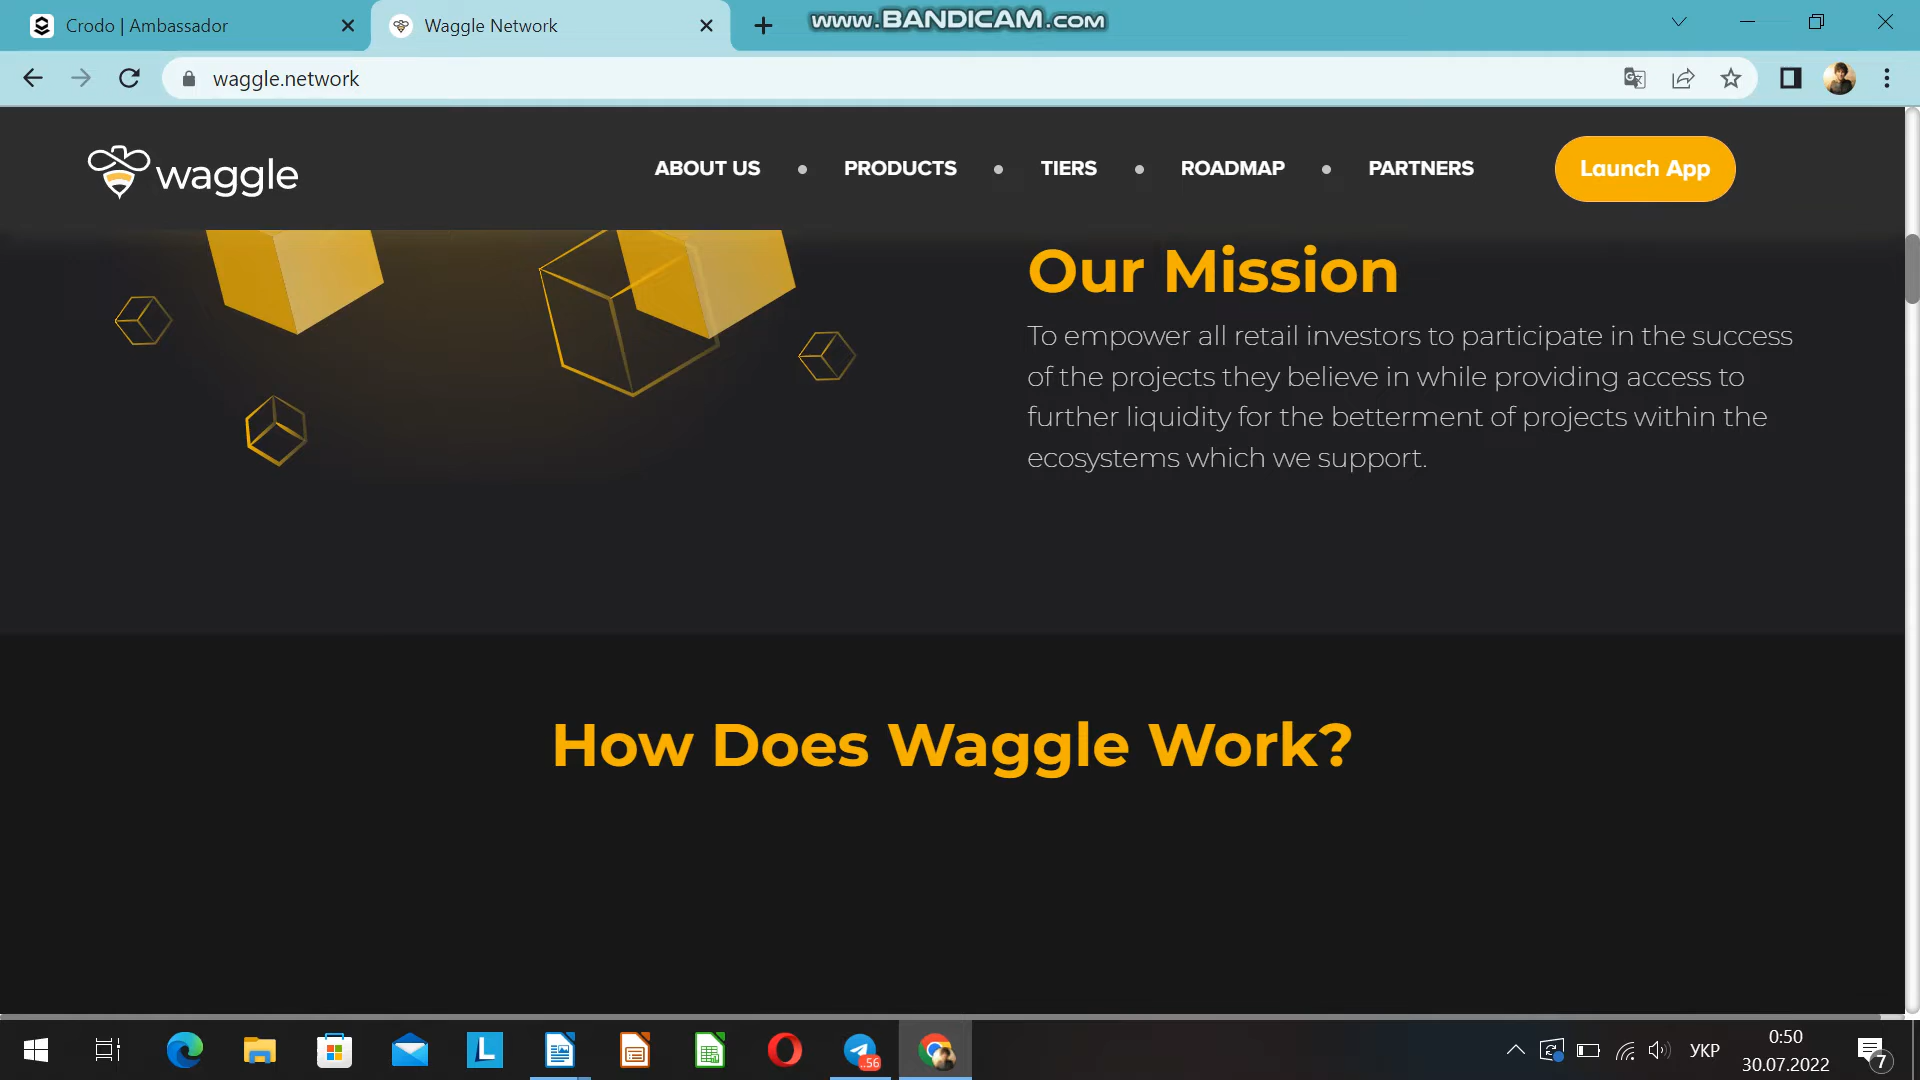 Crodo | Ambassador
Waggle Network
www.BANDICAM.com
waggle.network
waggle
ABOUT US
PRODUCTS
TIERS
ROADMAP
PARTNERS
Launch App
Our Mission
To empower all retail investors to participate in the success
of the projects they believe in while providing access to
further liquidity for the betterment of projects within the
ecosystems which we support.
How Does Waggle Work?
L
..56
УКР
0:50
30.07.2022
7